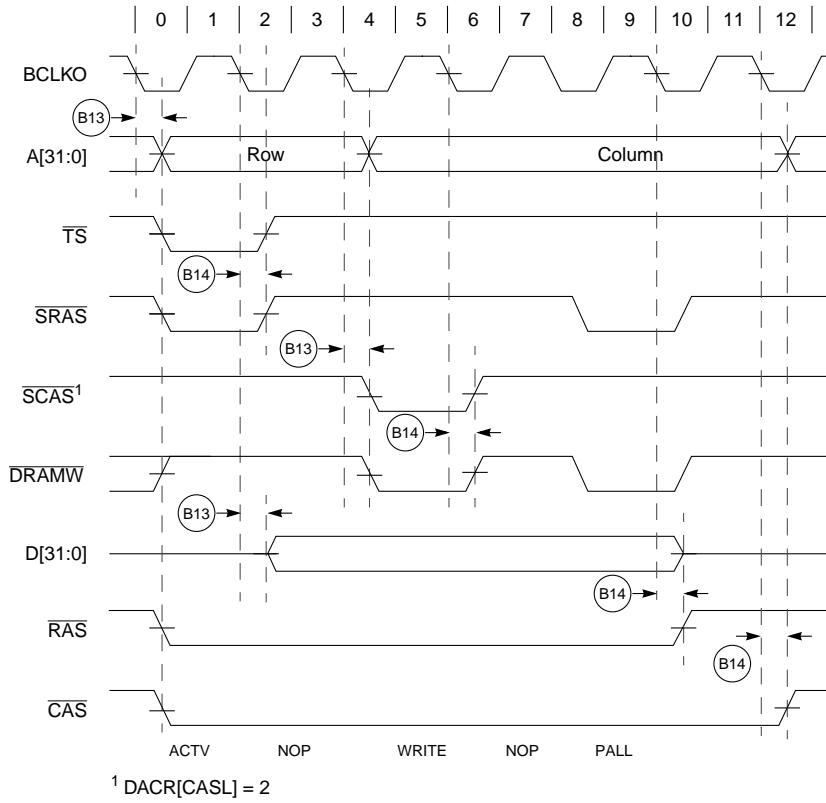 0 1 2 3 4 5 6 7 8 9 10 11 12
BCLKO
B13
A[31:0] Row Column
TS
B14
SRAS
B13
SCAS1
B14
DRAMW
B13
D[31:0]
B14
RAS
B14
CAS
ACTV NOP WRITE NOP PALL
1 DACR[CASL] = 2